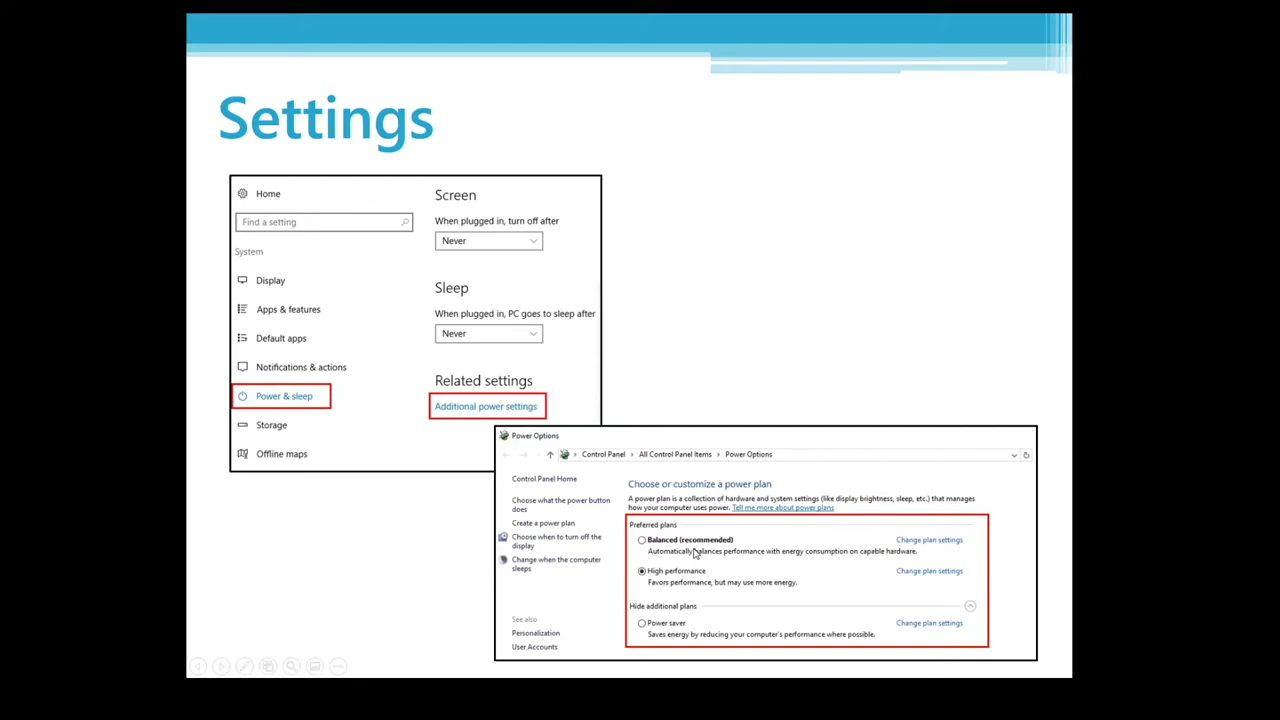 Settings
Home
Find a setting
System
Display
Apps & features
Default apps
Notifications & actions
Power & sleep
Storage
Offline maps
Screen
When plugged in, turn off after
Never
Sleep
When plugged in, PC goes to sleep after
Never
Related settings
Additional power settings
Power Options
Control Panel › All Control Panel Items › Power Options
Control Panel Home
Choose what the power button
does
Create a power plan
Choose when to turn off the
display
Change when the computer
sleeps
See also
Personalization
User Accounts
Choose or customize a power plan
A power plan is a collection of hardware and system settings (like display brightness, sleep, etc.) that manages
how your computer uses power. Tell me more about power plans
Preferred plans
Balanced (recommended) Change plan settings
Automatically balances performance with energy consumption on capable hardware.
High performance Change plan settings
Favors performance, but may use more energy.
Hide additional plans
Power saver Change plan settings
Saves energy by reducing your computer's performance where possible.